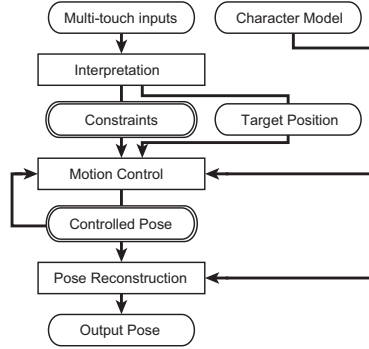 Multi-touch inputs
Character Model
Interpretation
Constraints
Target Position
Motion Control
Controlled Pose
Pose Reconstruction
Output Pose